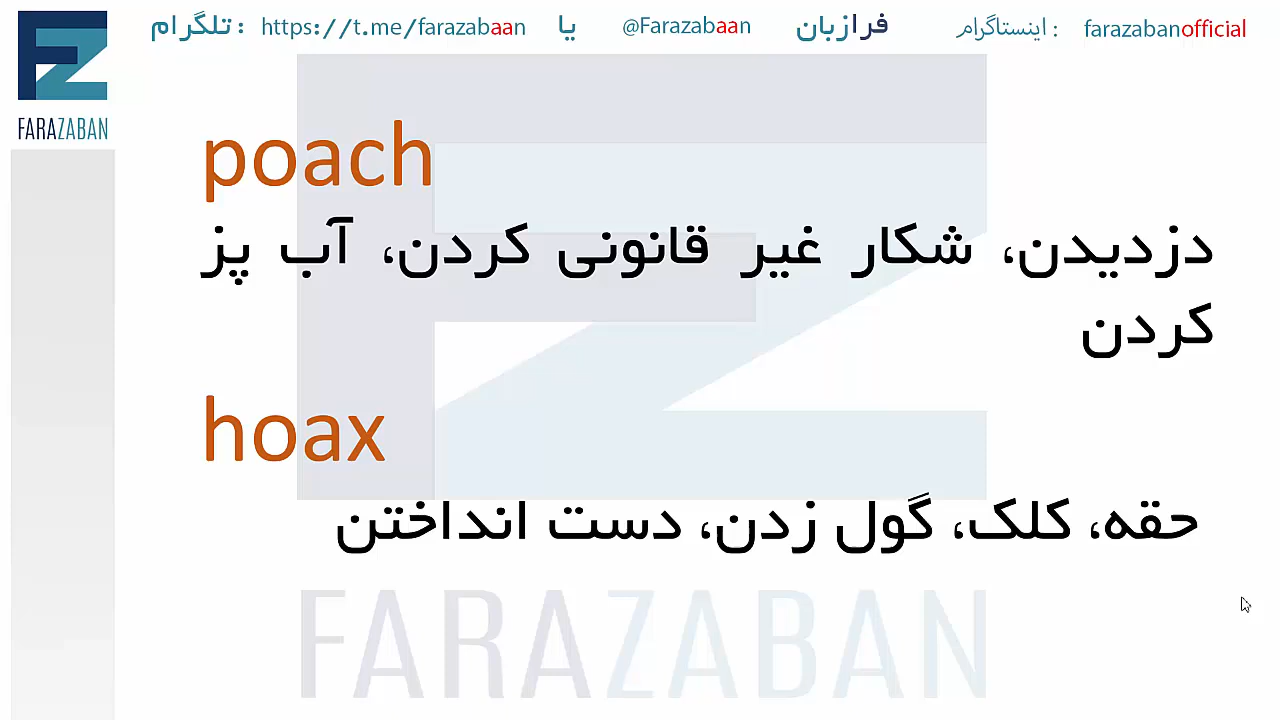 تلگرام : https://t.me/farazabaan یا @Farazabaan فرازبان اینستاگرام : farazabanofficial
FARAZABAN
poach
دزدیدن، شکار غیر قانونی کردن، آب پز
کردن
hoax
حقه، کلک، گول زدن، دست انداختن
FARAZABAN